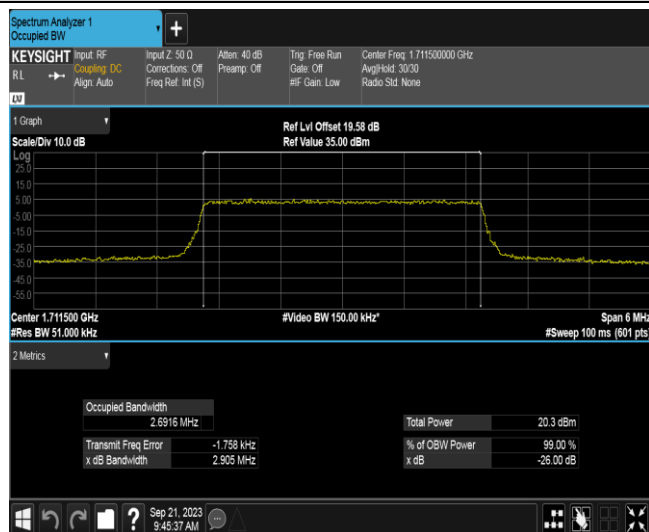 Spectrum Analyzer 1
Occupied BW
+
KEYSIGHT Input: RF Input Z: 50 Ω Atten: 40 dB Trig: Free Run Center Freq: 1.711500000 GHz
RL Coupling: DC Corrections: Off Preamp: Off Gate: Off Avg|Hold: 30/30
Align: Auto Freq Ref: Int (S) #IF Gain: Low Radio Std: None
LXI
1 Graph Ref Lvl Offset 19.58 dB
Scale/Div 10.0 dB Ref Value 35.00 dBm
Log
25.0
15.0
5.00
-5.00
-15.0
-25.0
-35.0
-45.0
-55.0
Center 1.711500 GHz #Video BW 150.00 kHz* Span 6 MHz
#Res BW 51.000 kHz #Sweep 100 ms (601 pts)
2 Metrics
Occupied Bandwidth
2.6916 MHz Total Power 20.3 dBm
Transmit Freq Error -1.758 kHz % of OBW Power 99.00 %
x dB Bandwidth 2.905 MHz x dB -26.00 dB
? Sep 21, 2023
9:45:37 AM